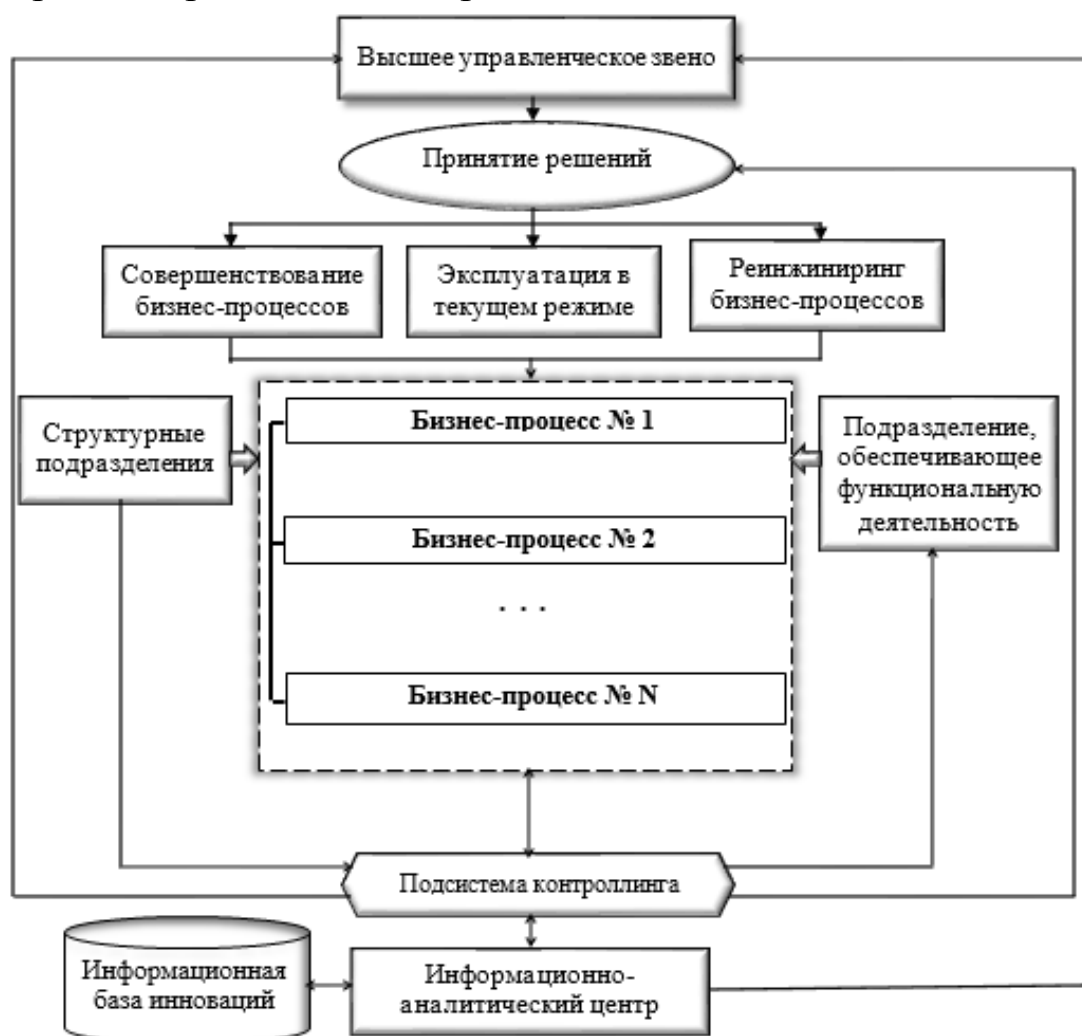 Высшее управленческое звено
Принятие решений
Совершенствование
бизнес-процессов
Эксплуатация в
текущем режиме
Реинжиниринг
бизнес-процессов
Структурные
подразделения
Бизнес-процесс № 1
Бизнес-процесс № 2
. . .
Бизнес-процесс № N
Подразделение,
обеспечивающее
функциональную
деятельность
Подсистема контроллинга
Информационная
база инноваций
Информационно-
аналитический центр